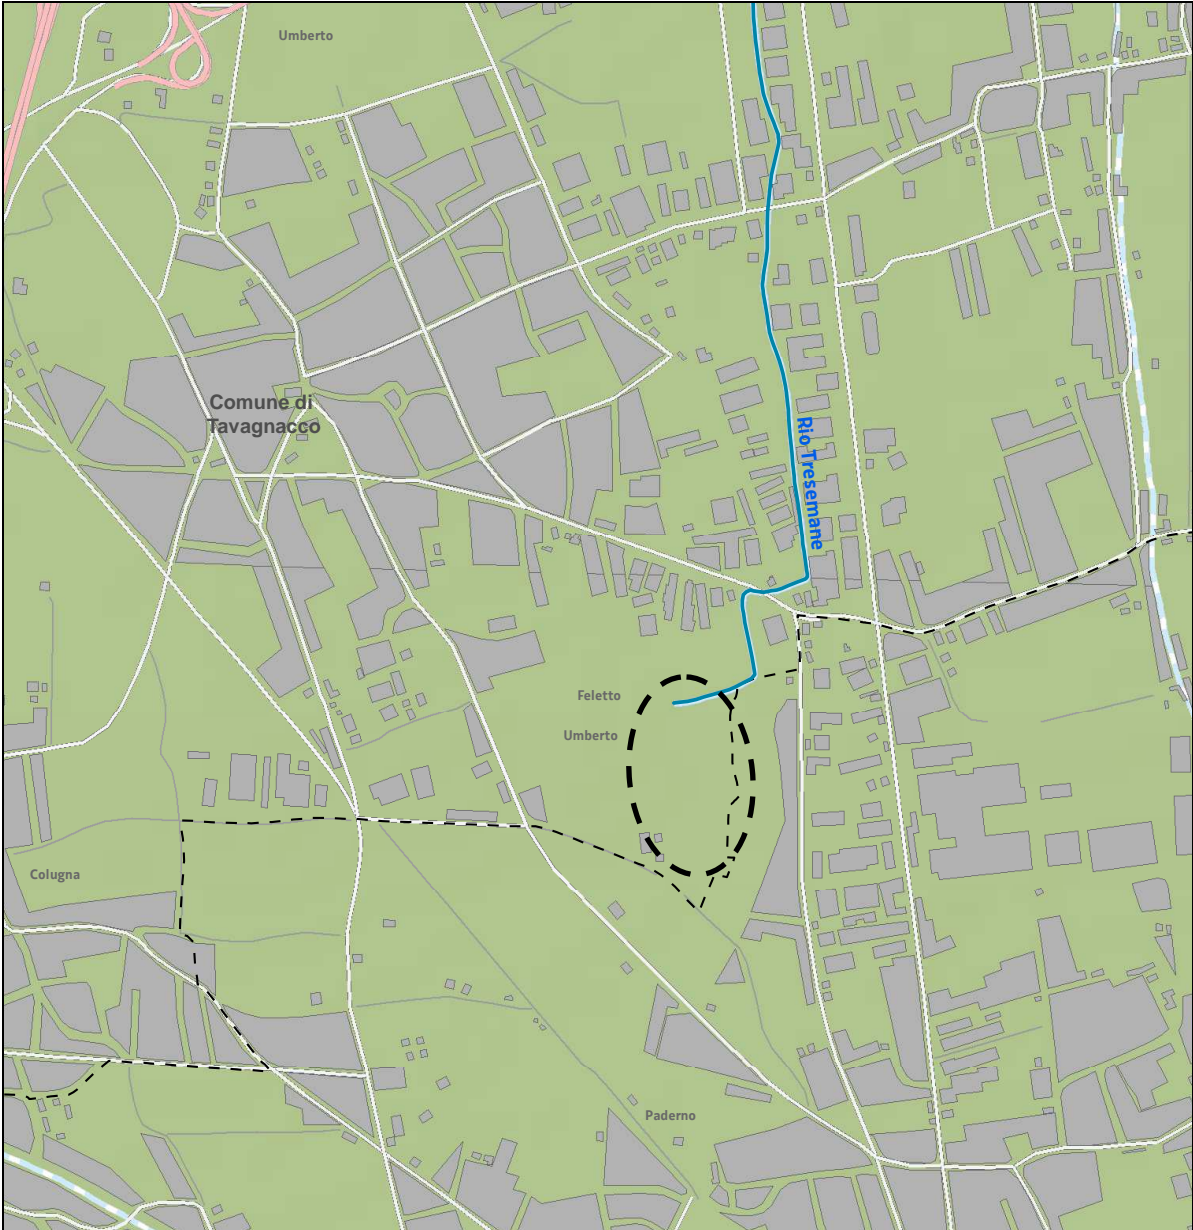 Umberto
Comune di
Tavagnacco
Rio Tresemane
Feletto
Umberto
Colugna
Paderno